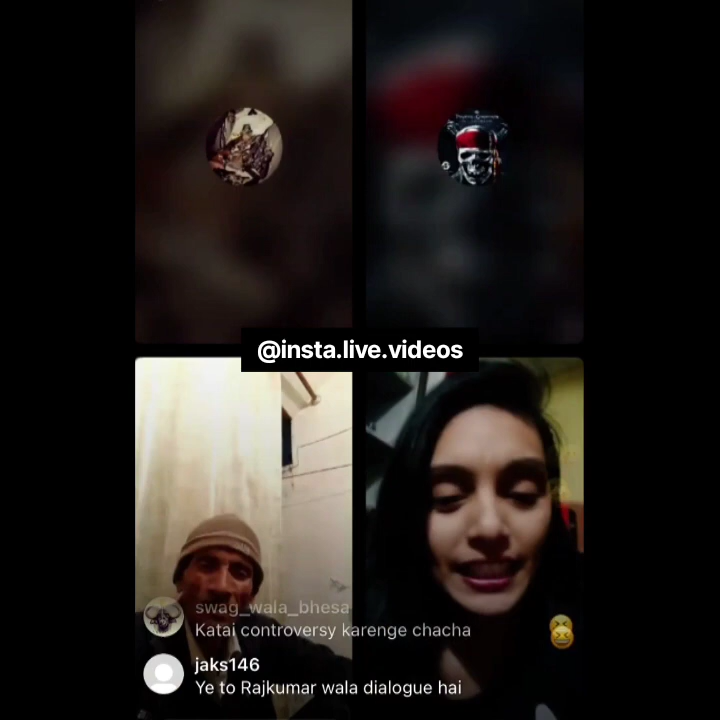 @insta.live.videos
swag_wala_bhesa
Katai controversy karenge chacha
jaks146
Ye to Rajkumar wala dialogue hai